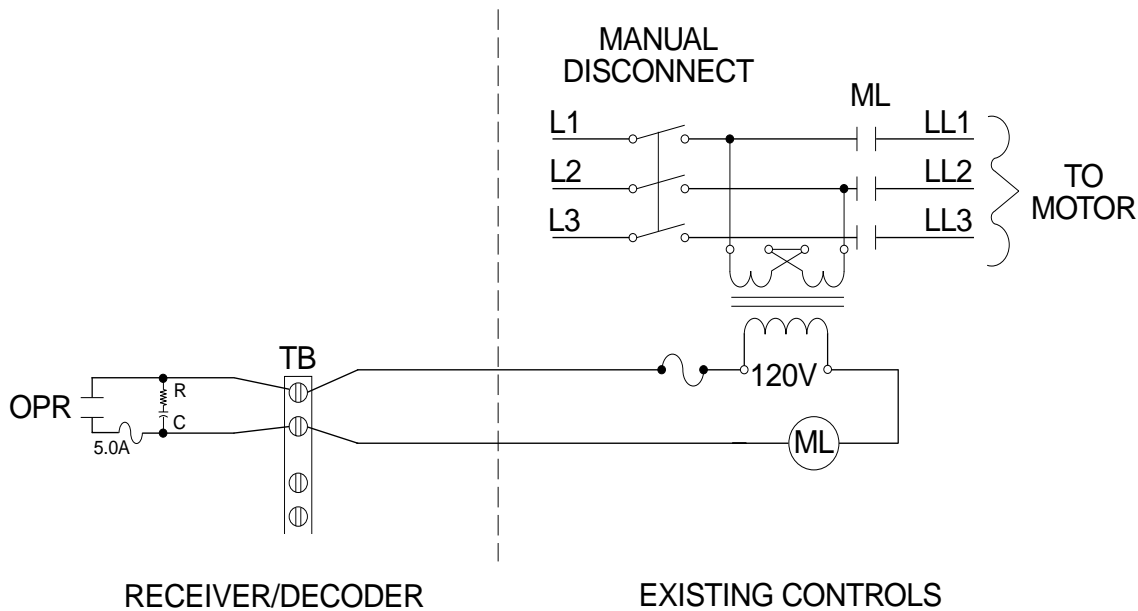 MANUAL
DISCONNECT
ML
L1
LL1
L2
LL2
TO
MOTOR
L3
LL3
TB
120V
R
OPR
C
5.0A
ML
RECEIVER/DECODER
EXISTING CONTROLS